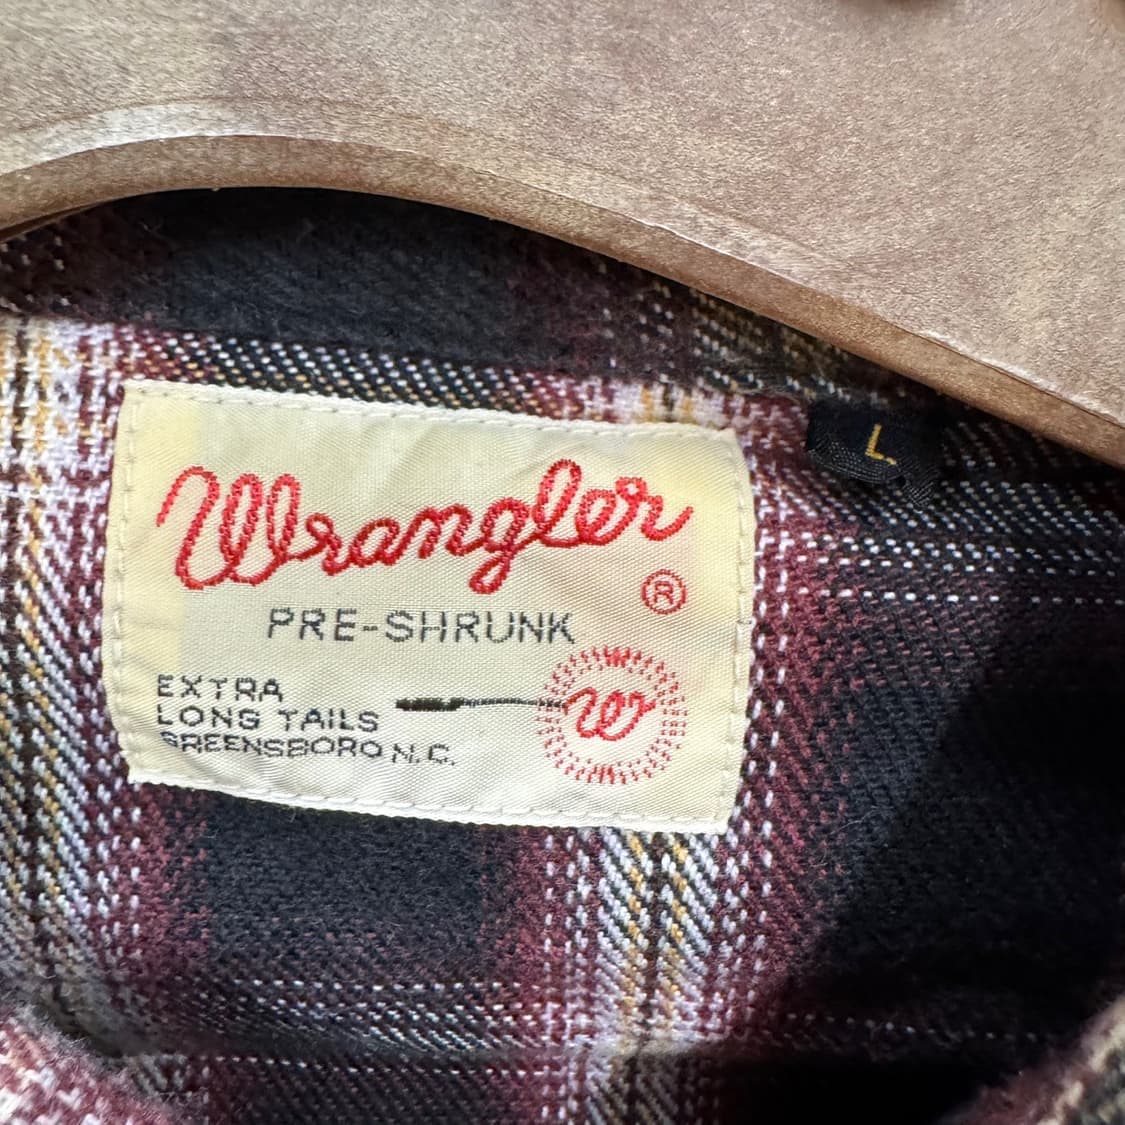 Wrangler
®
PRE-SHRUNK
EXTRA
LONG TAILS
GREENSBORO N.C.
W
L.